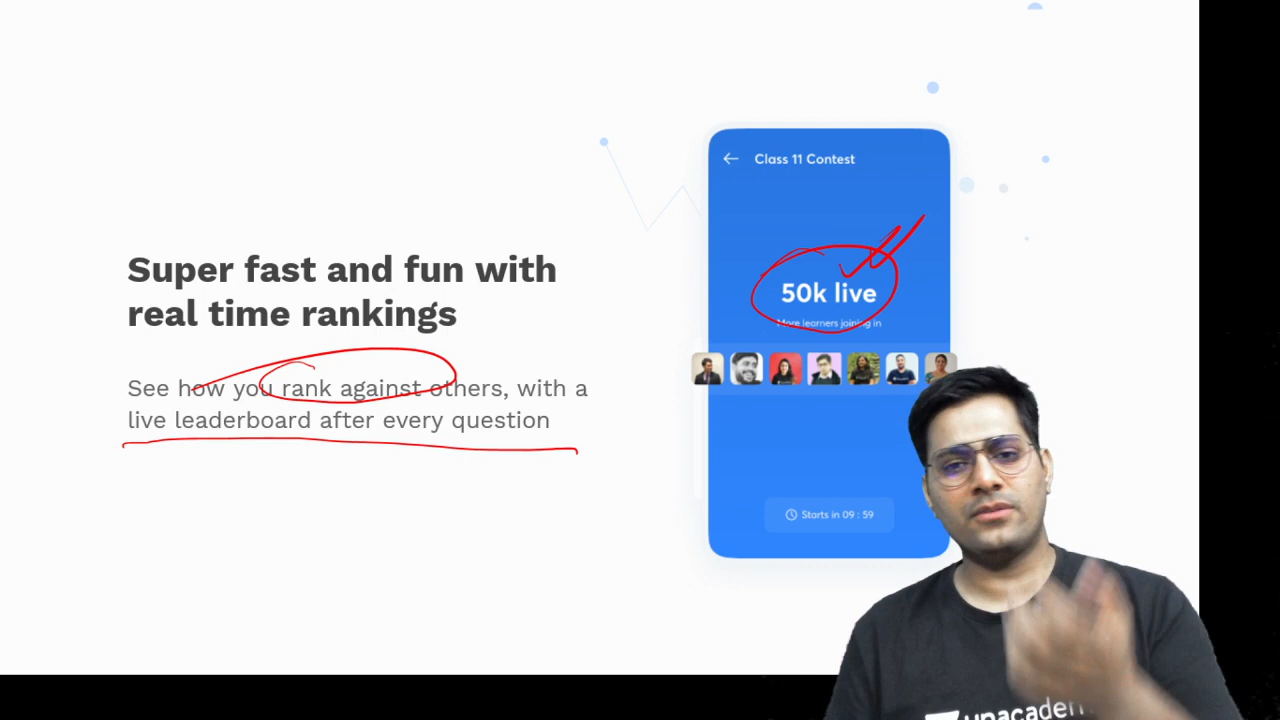 Class 11 Contest
50k live
More learners joining in
Super fast and fun with
real time rankings
See how you rank against others, with a
live leaderboard after every question
Starts in 09 : 59